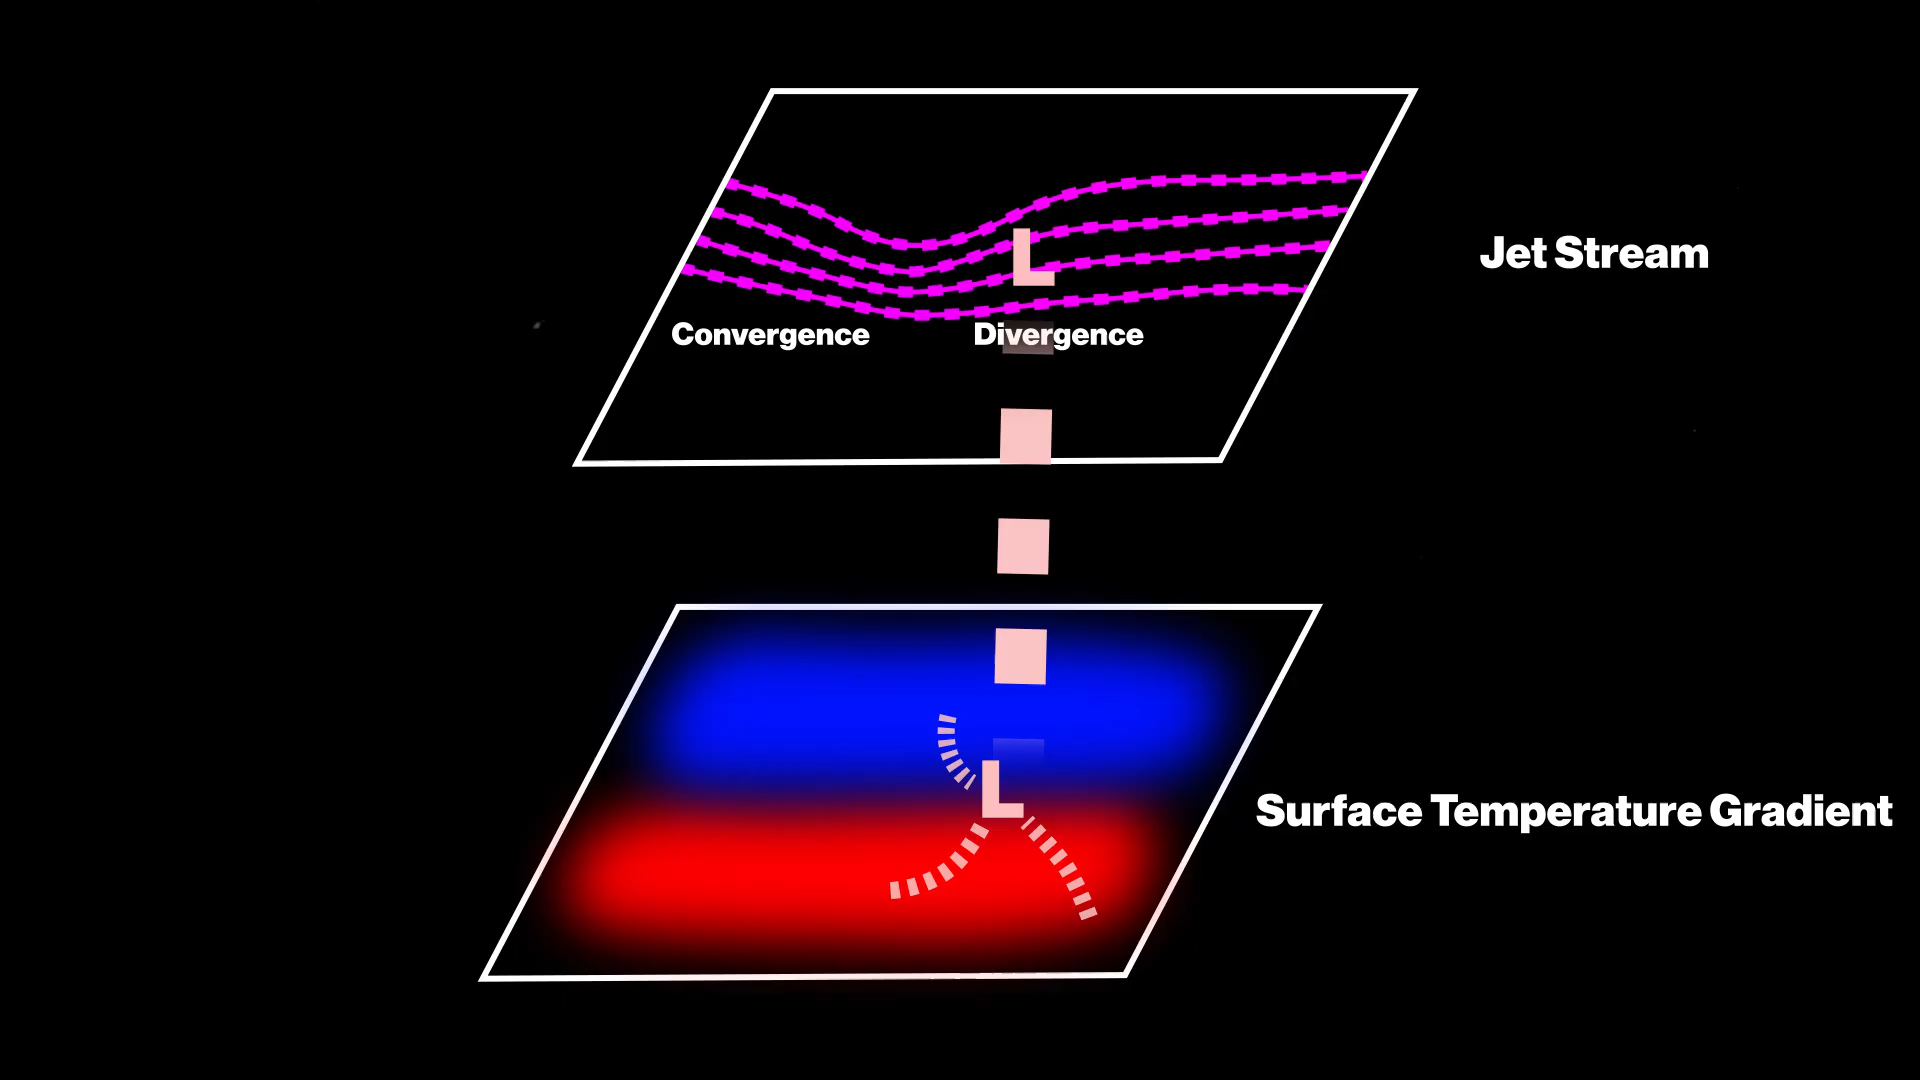 L
Jet Stream
Convergence
Divergence
L
Surface Temperature Gradient